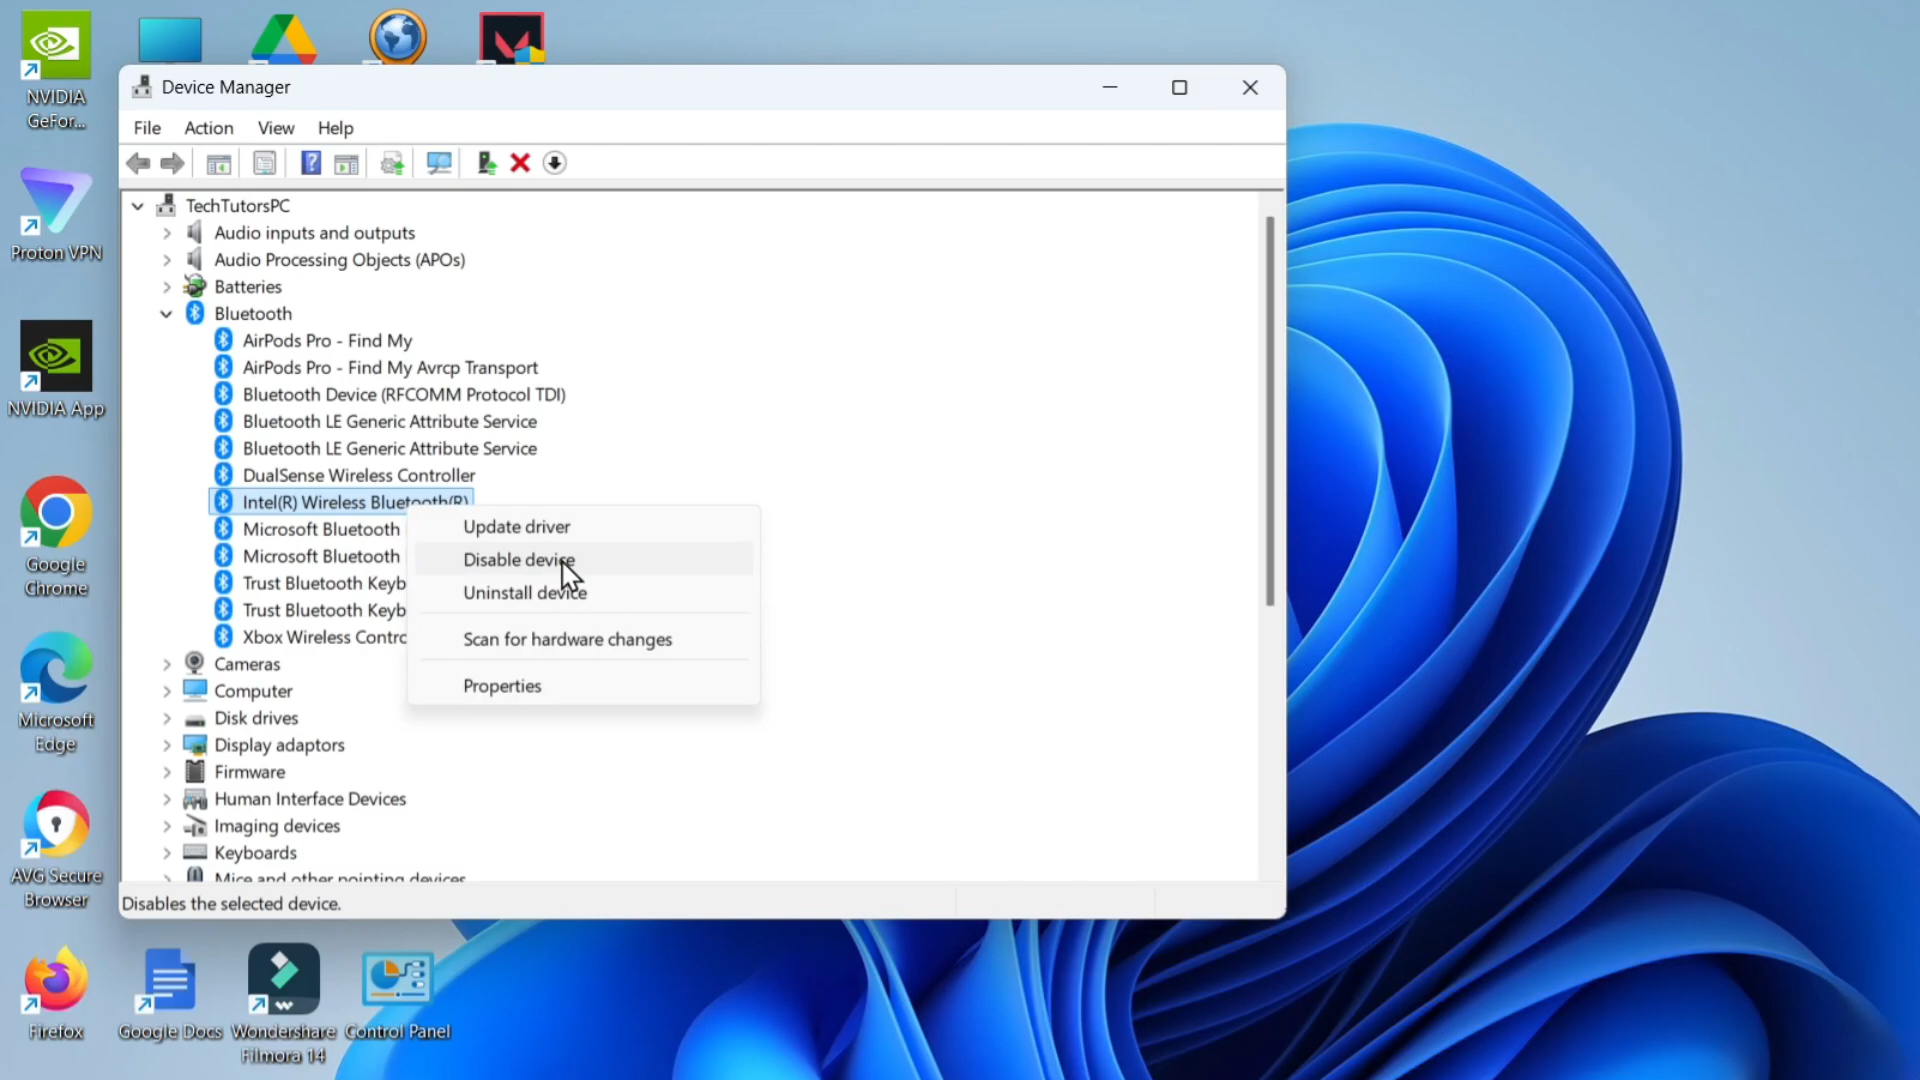 NVIDIA
GeFor...
Proton VPN
NVIDIA App
Google
Chrome
Microsoft
Edge
AVG Secure
Browser
Firefox
Google Docs
Wondershare
Filmora 14
Control Panel
Device Manager
File Action View Help
TechTutorsPC
Audio inputs and outputs
Audio Processing Objects (APOs)
Batteries
Bluetooth
AirPods Pro - Find My
AirPods Pro - Find My Avrcp Transport
Bluetooth Device (RFCOMM Protocol TDI)
Bluetooth LE Generic Attribute Service
Bluetooth LE Generic Attribute Service
DualSense Wireless Controller
Intel(R) Wireless Bluetooth(R)
Microsoft Bluetooth
Microsoft Bluetooth
Trust Bluetooth Keyb
Trust Bluetooth Keyb
Xbox Wireless Contro
Cameras
Computer
Disk drives
Display adaptors
Firmware
Human Interface Devices
Imaging devices
Keyboards
Mice and other pointing devices
Update driver
Disable device
Uninstall device
Scan for hardware changes
Properties
Disables the selected device.